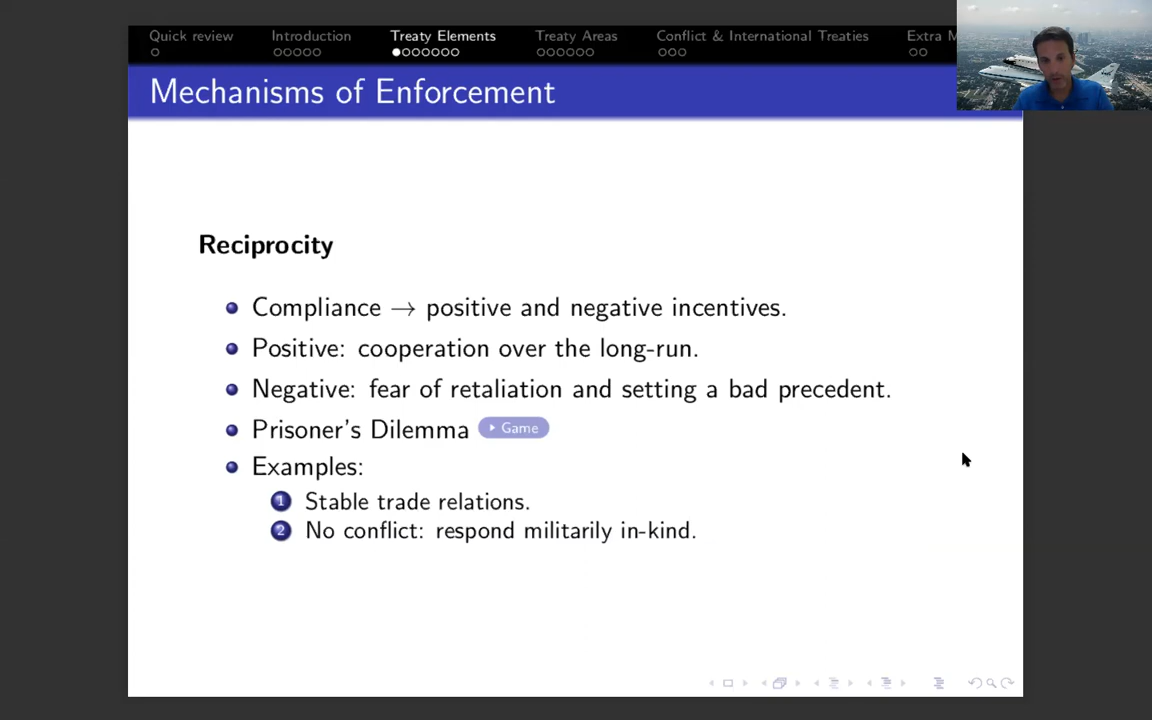 Quick review Introduction Treaty Elements Treaty Areas Conflict & International Treaties Extra M
Mechanisms of Enforcement
Reciprocity
Compliance → positive and negative incentives.
Positive: cooperation over the long-run.
Negative: fear of retaliation and setting a bad precedent.
Prisoner's Dilemma Game
Examples:
1 Stable trade relations.
2 No conflict: respond militarily in-kind.